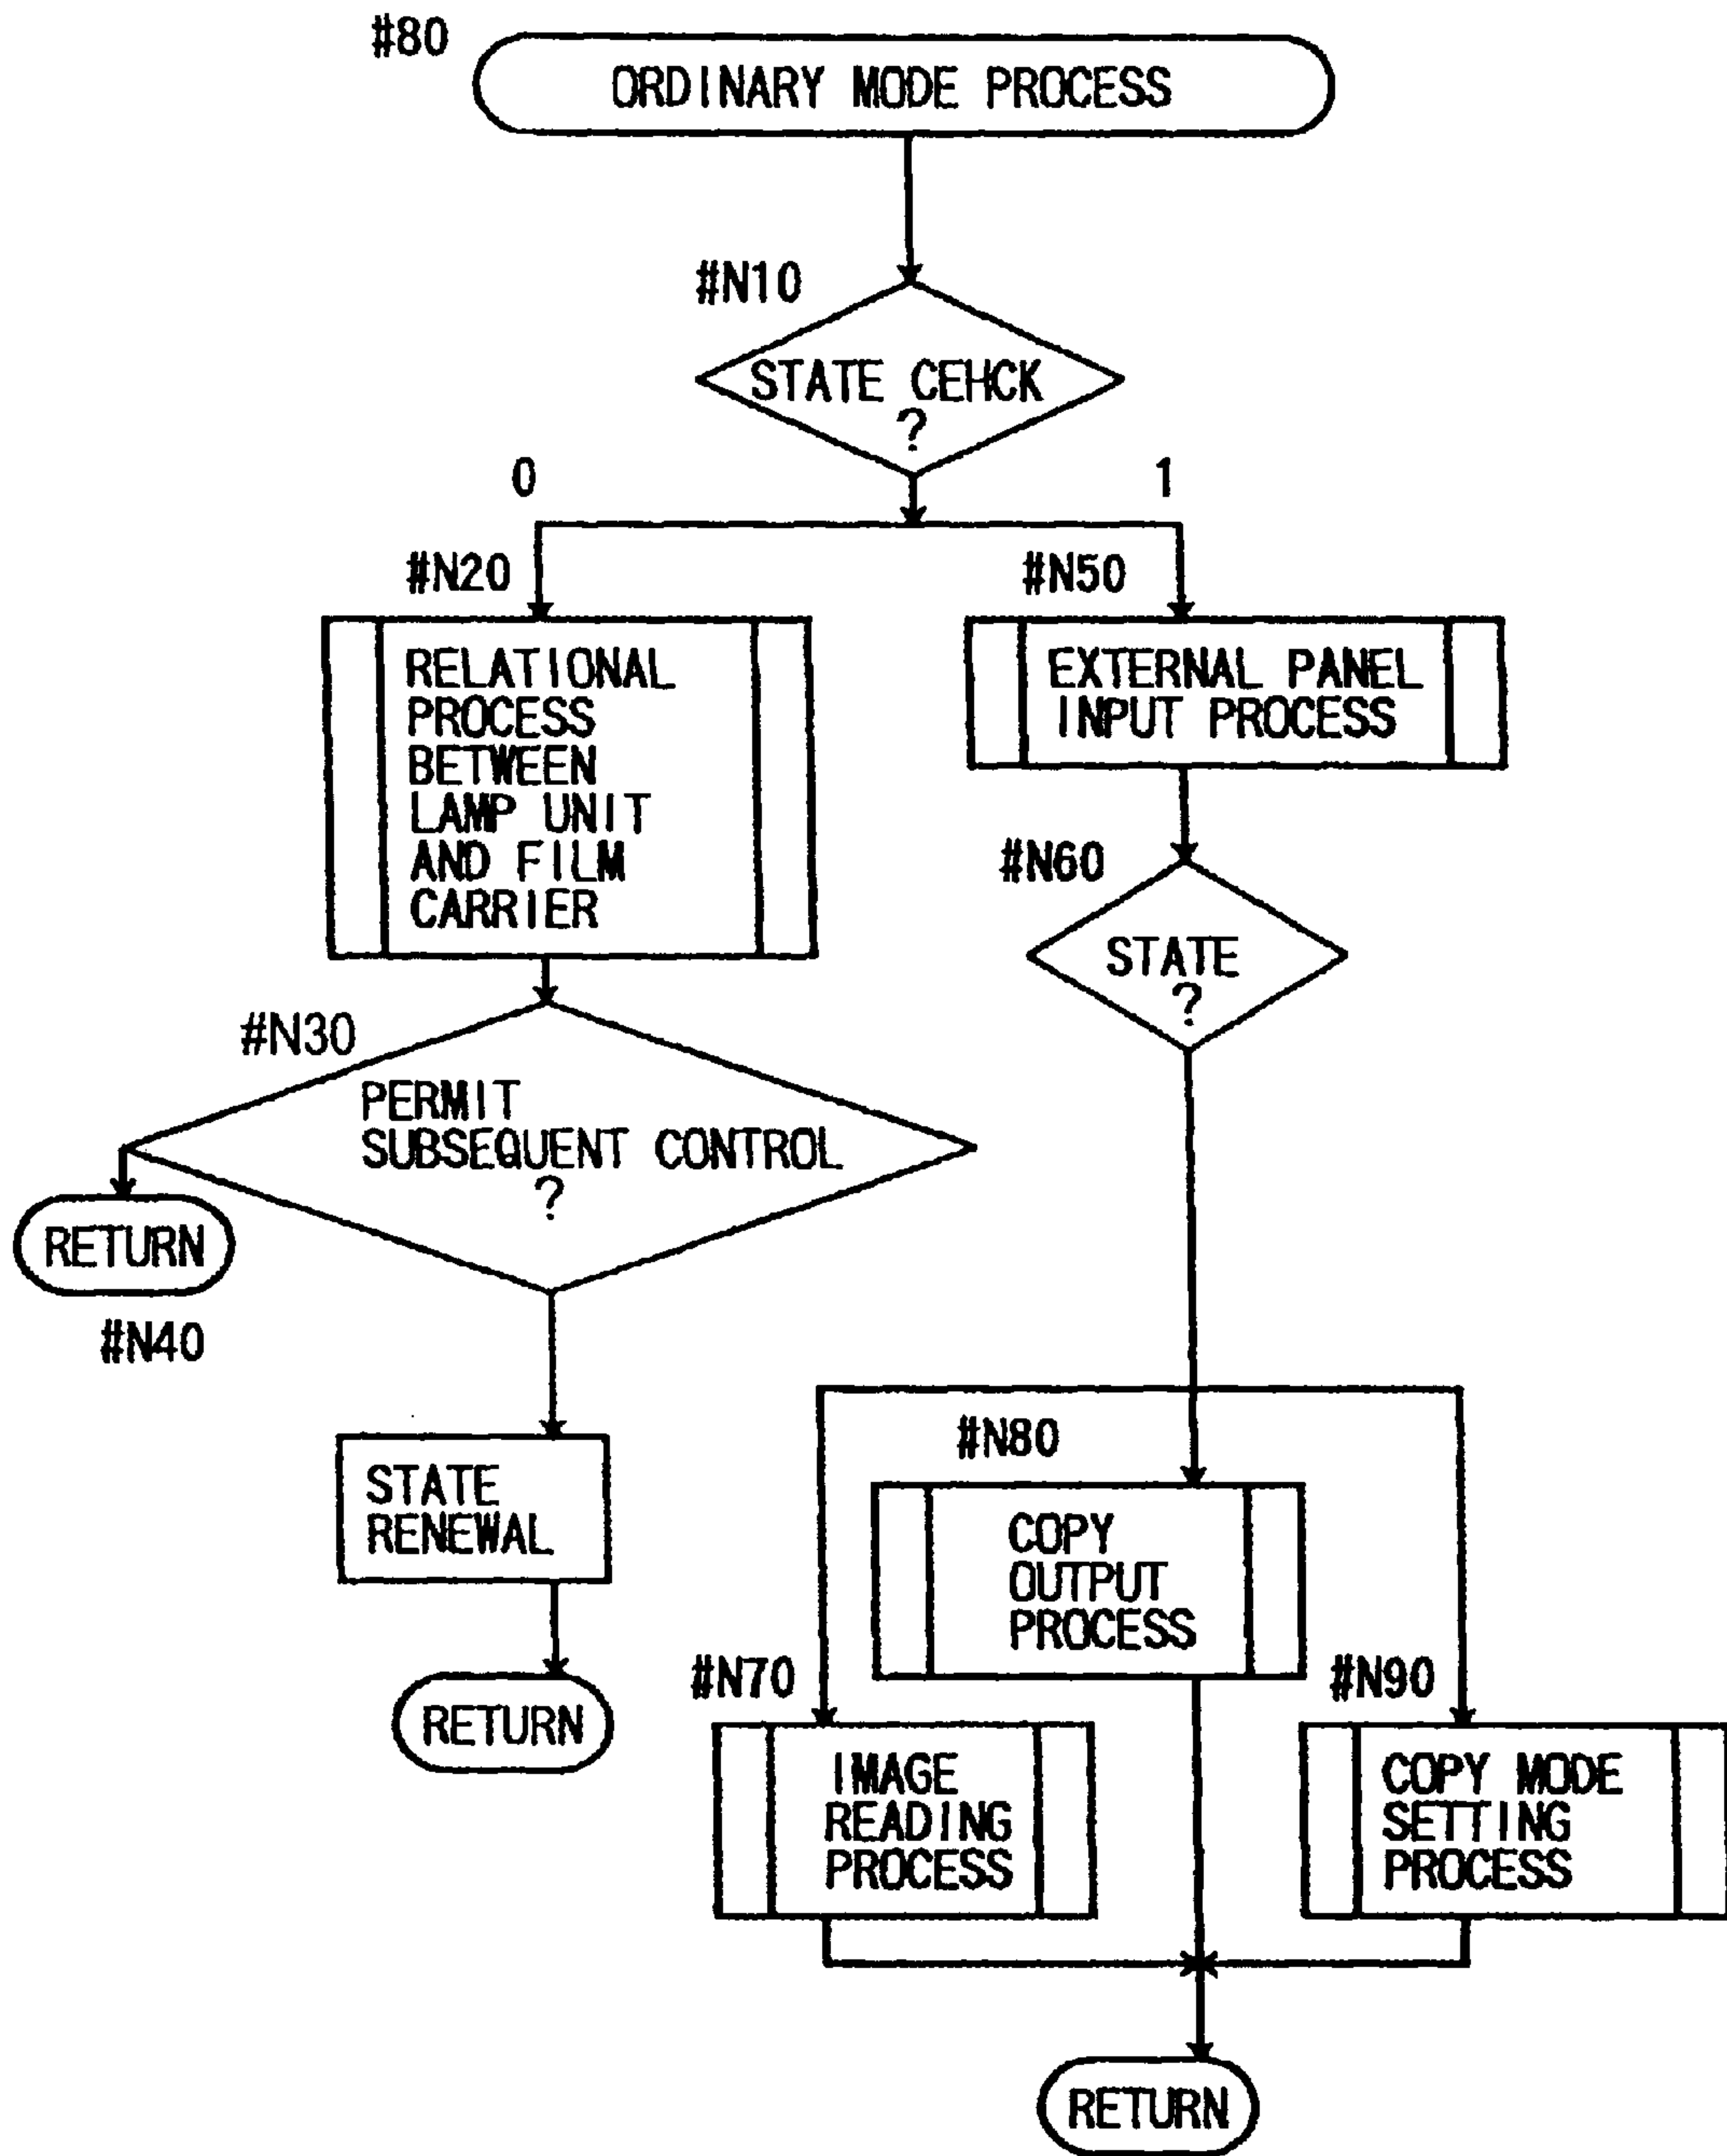 #80
ORDINARY MODE PROCESS
#N10
STATE CEHCK
?
0
1
#N20
RELATIONAL
PROCESS
BETWEEN
LAMP UNIT
AND FILM
CARRIER
#N50
EXTERNAL PANEL
INPUT PROCESS
#N60
STATE
?
#N30
PERMIT
SUBSEQUENT CONTROL
?
RETURN
#N40
STATE
RENEWAL
RETURN
#N80
COPY
OUTPUT
PROCESS
#N70
IMAGE
READING
PROCESS
#N90
COPY MODE
SETTING
PROCESS
RETURN